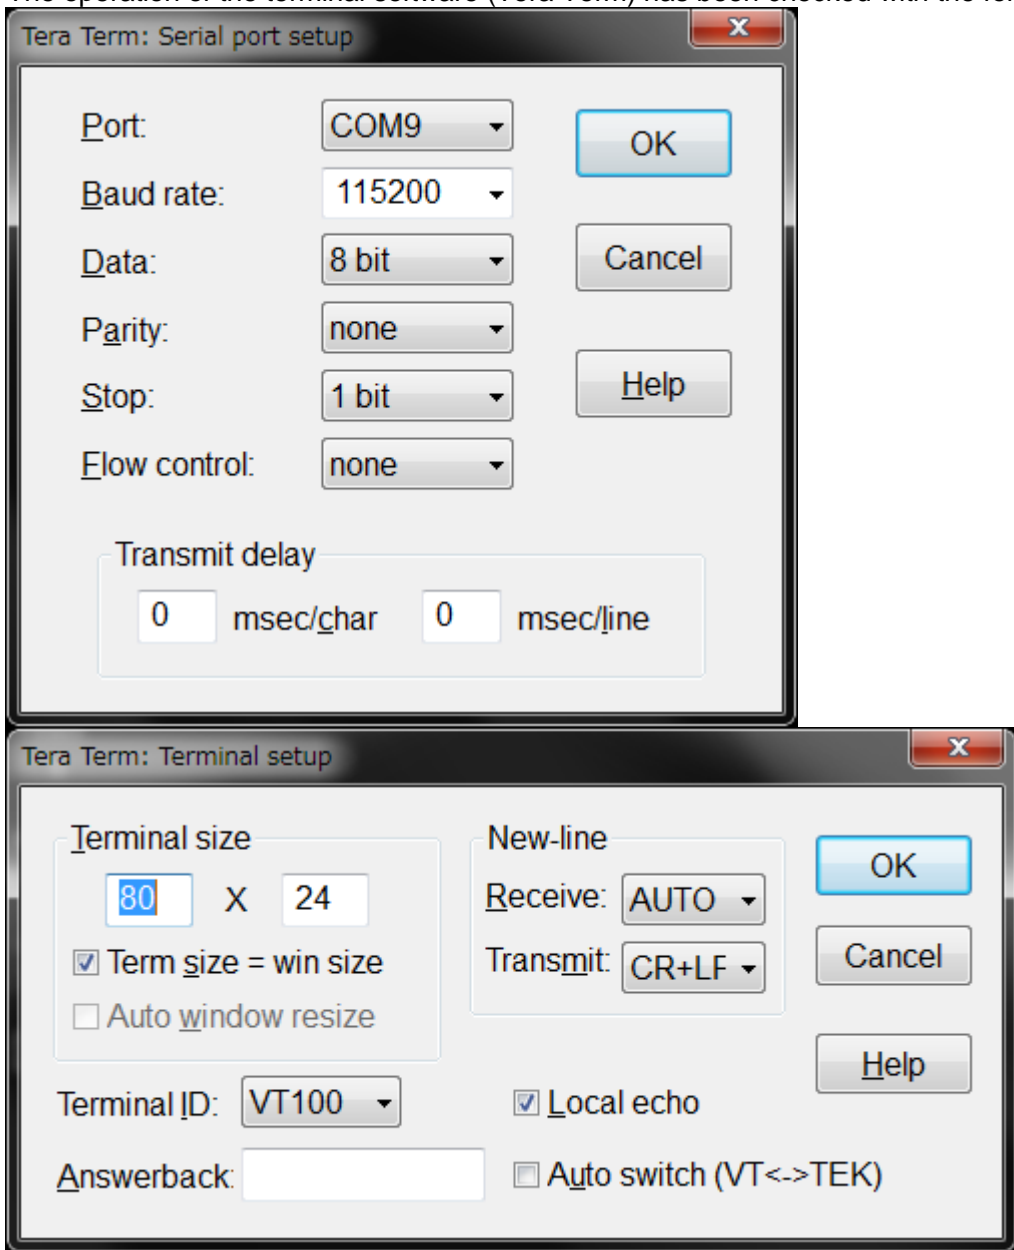 Tera Term: Serial port setup
Port: COM9
OK
Baud rate: 115200
Data: 8 bit
Cancel
Parity: none
Stop: 1 bit
Help
Flow control: none
Transmit delay
0 msec/char 0 msec/line
Tera Term: Terminal setup
Terminal size
80 X 24
Term size = win size
Auto window resize
New-line
Receive: AUTO
Transmit: CR+LF
OK
Cancel
Help
Terminal ID: VT100
Local echo
Answerback:
Auto switch (VT<->TEK)